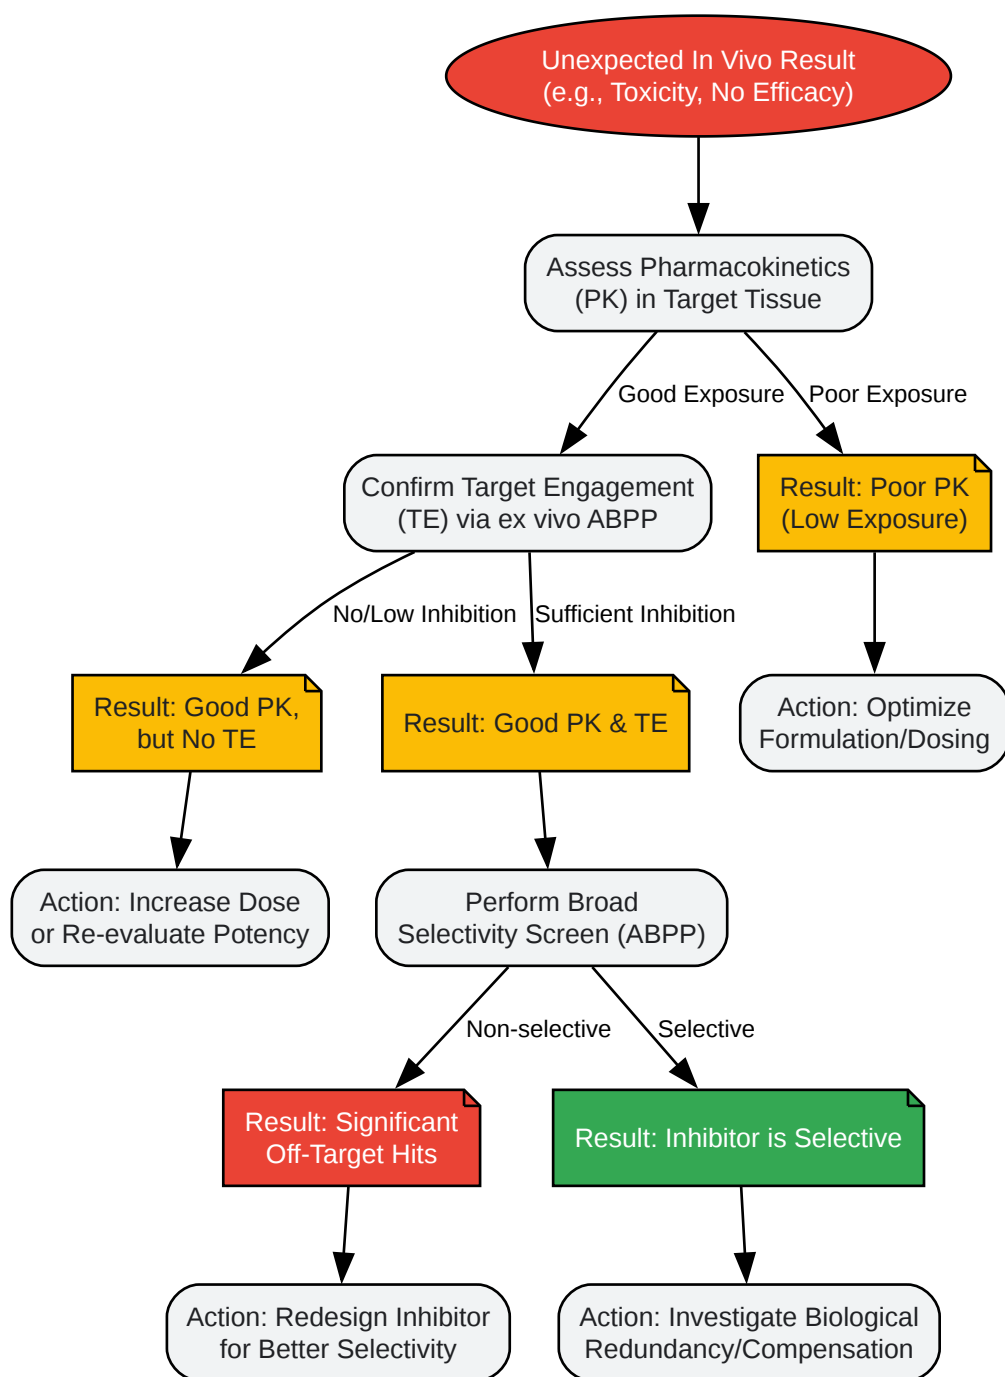 Unexpected In Vivo Result
(e.g., Toxicity, No Efficacy)
Assess Pharmacokinetics
(PK) in Target Tissue
Good Exposure
Poor Exposure
Confirm Target Engagement
(TE) via ex vivo ABPP
Result: Poor PK
(Low Exposure)
No/Low Inhibition
Sufficient Inhibition
Result: Good PK,
but No TE
Result: Good PK & TE
Action: Optimize
Formulation/Dosing
Action: Increase Dose
or Re-evaluate Potency
Perform Broad
Selectivity Screen (ABPP)
Non-selective
Selective
Result: Significant
Off-Target Hits
Result: Inhibitor is Selective
Action: Redesign Inhibitor
for Better Selectivity
Action: Investigate Biological
Redundancy/Compensation